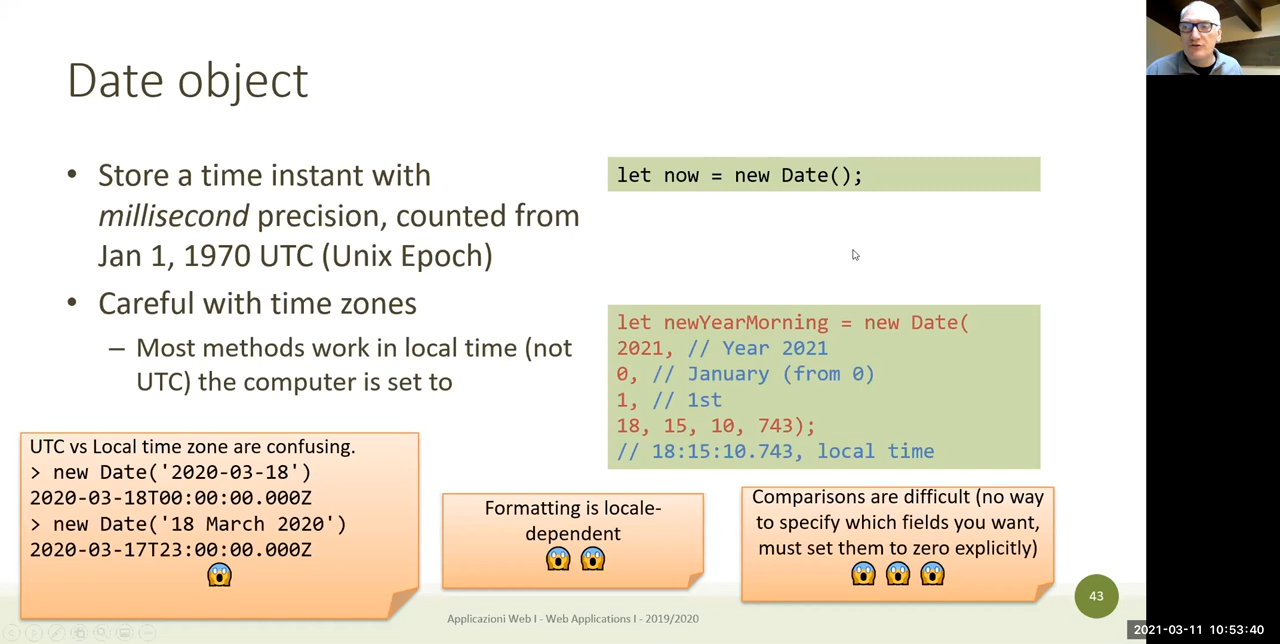 Date object
• Store a time instant with
millisecond precision, counted from
Jan 1, 1970 UTC (Unix Epoch)
• Careful with time zones
– Most methods work in local time (not
UTC) the computer is set to
let now = new Date();
let newYearMorning = new Date(
2021, // Year 2021
0, // January (from 0)
1, // 1st
18, 15, 10, 743);
// 18:15:10.743, local time
UTC vs Local time zone are confusing.
> new Date('2020-03-18')
2020-03-18T00:00:00.000Z
> new Date('18 March 2020')
2020-03-17T23:00:00.000Z
Formatting is locale-
dependent
Comparisons are difficult (no way
to specify which fields you want,
must set them to zero explicitly)
43
Applicazioni Web I - Web Applications I - 2019/2020
2021-03-11 10:53:40